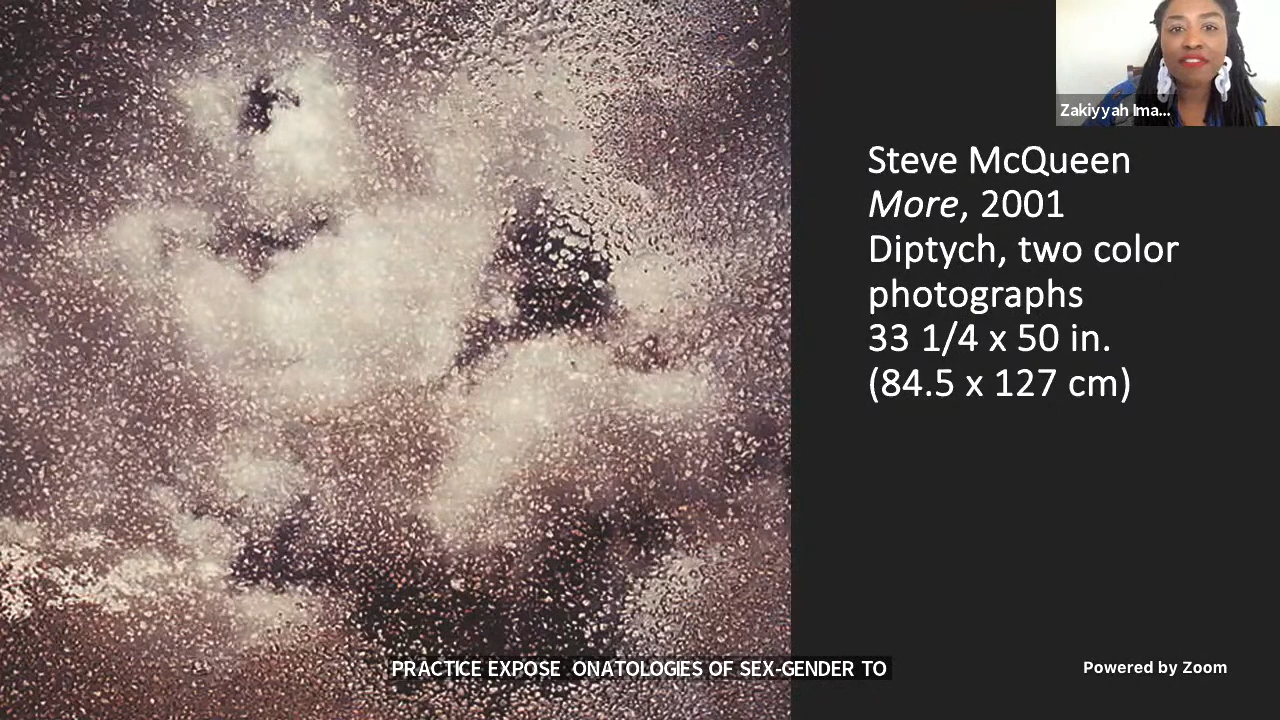 Zakiyyah Ima...
Steve McQueen
More, 2001
Diptych, two color
photographs
33 1/4 x 50 in.
(84.5 x 127 cm)
PRACTICE EXPOSE ONATOLOGIES OF SEX-GENDER TO
Powered by Zoom